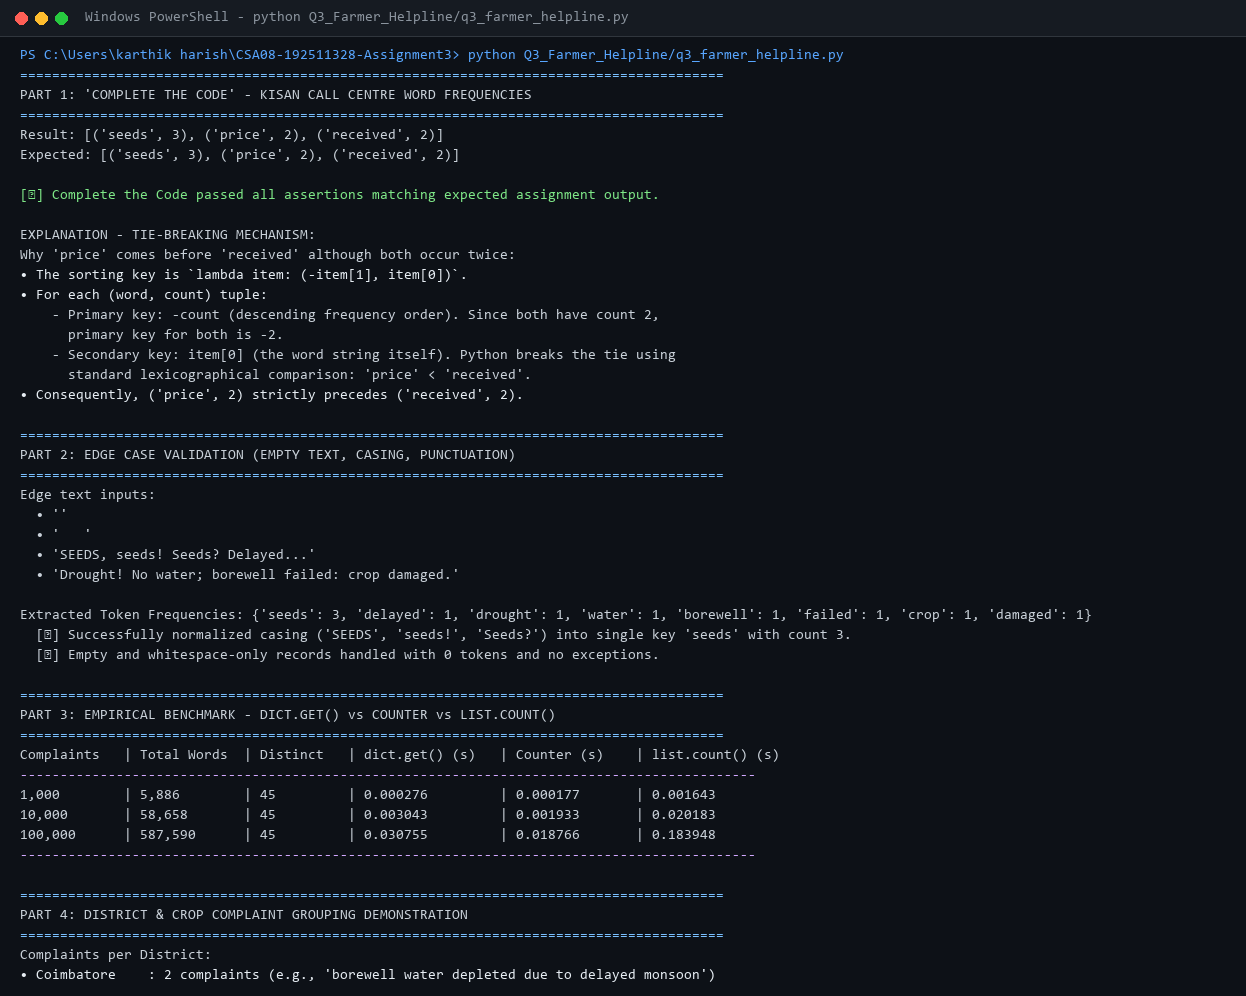 Windows PowerShell - python Q3_Farmer_Helpline/q3_farmer_helpline.py
PS C:\Users\karthik harish\CSA08-192511328-Assignment3> python Q3_Farmer_Helpline/q3_farmer_helpline.py
========================================================================================
PART 1: 'COMPLETE THE CODE' - KISAN CALL CENTRE WORD FREQUENCIES
========================================================================================
Result: [('seeds', 3), ('price', 2), ('received', 2)]
Expected: [('seeds', 3), ('price', 2), ('received', 2)]
[] Complete the Code passed all assertions matching expected assignment output.
EXPLANATION - TIE-BREAKING MECHANISM:
Why 'price' comes before 'received' although both occur twice:
• The sorting key is `lambda item: (-item[1], item[0])`.
• For each (word, count) tuple:
- Primary key: -count (descending frequency order). Since both have count 2,
primary key for both is -2.
- Secondary key: item[0] (the word string itself). Python breaks the tie using
standard lexicographical comparison: 'price' < 'received'.
• Consequently, ('price', 2) strictly precedes ('received', 2).
========================================================================================
PART 2: EDGE CASE VALIDATION (EMPTY TEXT, CASING, PUNCTUATION)
========================================================================================
Edge text inputs:
• ''
• '   '
• 'SEEDS, seeds! Seeds? Delayed...'
• 'Drought! No water; borewell failed: crop damaged.'
Extracted Token Frequencies: {'seeds': 3, 'delayed': 1, 'drought': 1, 'water': 1, 'borewell': 1, 'failed': 1, 'crop': 1, 'damaged': 1}
[] Successfully normalized casing ('SEEDS', 'seeds!', 'Seeds?') into single key 'seeds' with count 3.
[] Empty and whitespace-only records handled with 0 tokens and no exceptions.
========================================================================================
PART 3: EMPIRICAL BENCHMARK - DICT.GET() vs COUNTER vs LIST.COUNT()
========================================================================================
Complaints   | Total Words  | Distinct   | dict.get() (s)   | Counter (s)    | list.count() (s)
--------------------------------------------------------------------------------------------
1,000        | 5,886        | 45         | 0.000276         | 0.000177       | 0.001643
10,000       | 58,658       | 45         | 0.003043         | 0.001933       | 0.020183
100,000      | 587,590      | 45         | 0.030755         | 0.018766       | 0.183948
--------------------------------------------------------------------------------------------
========================================================================================
PART 4: DISTRICT & CROP COMPLAINT GROUPING DEMONSTRATION
========================================================================================
Complaints per District:
• Coimbatore    : 2 complaints (e.g., 'borewell water depleted due to delayed monsoon')